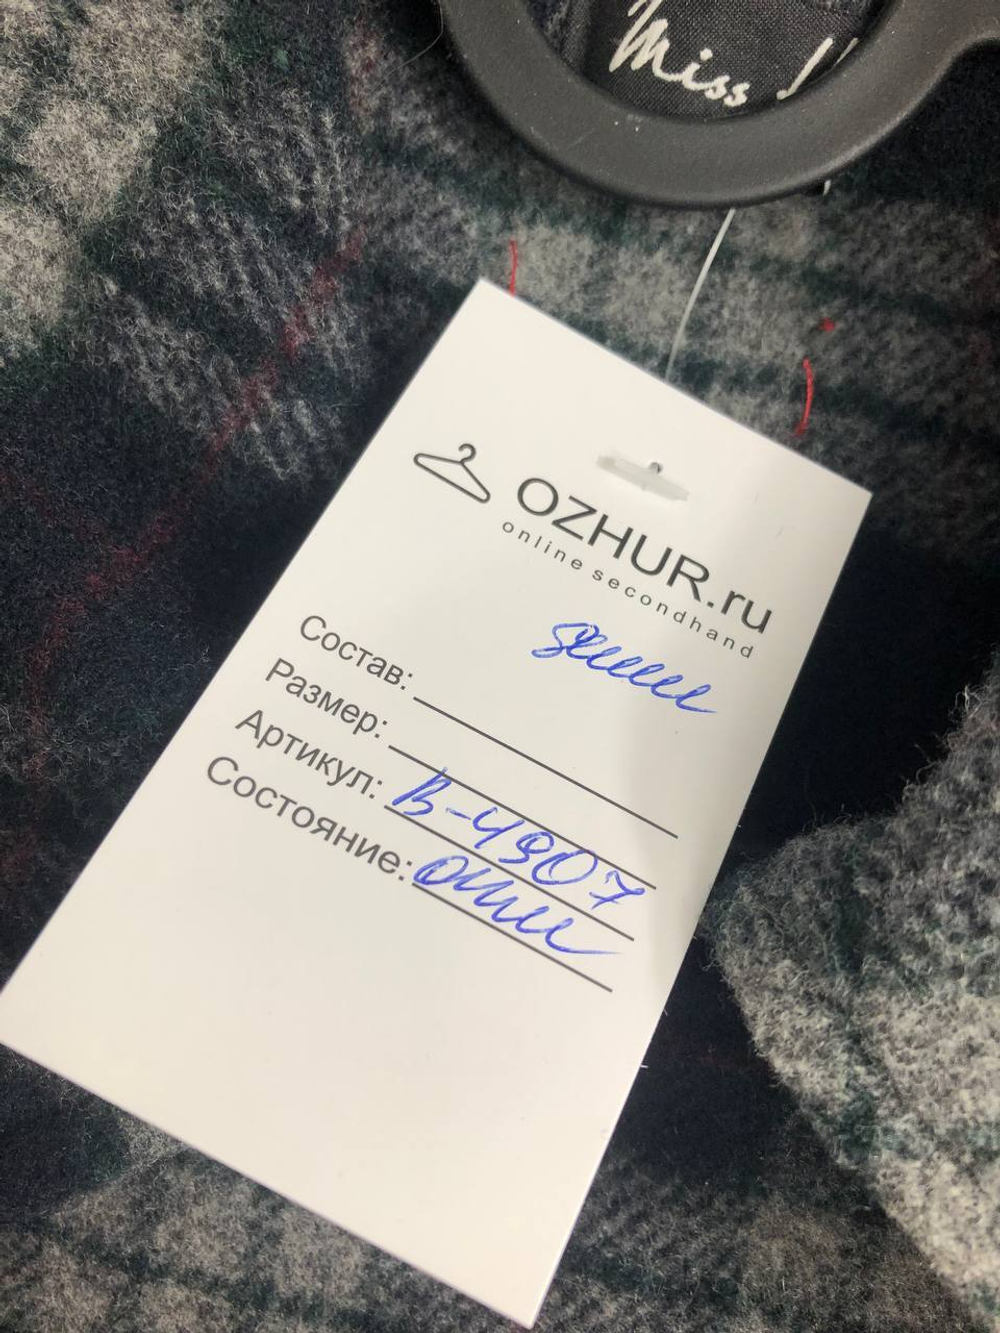 Miss
OZHUR.ru
online secondhand
Состав:
Размер:
Артикул: В-4907
Состояние: